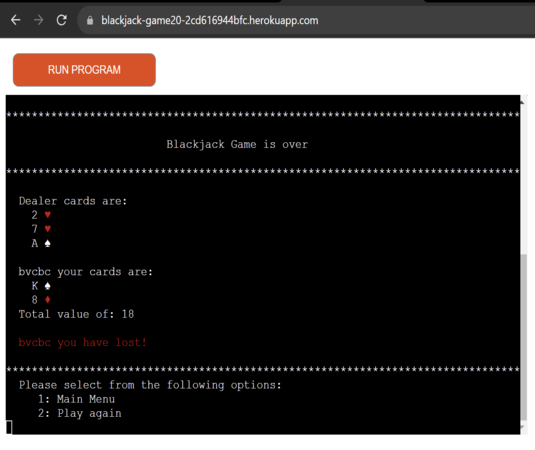 blackjack-game20-2cd616944bfc.herokuapp.com
RUN PROGRAM
********************************************************************************
Blackjack Game is over
********************************************************************************
Dealer cards are:
2 ♥
7 ♥
A ♠
bvcbc your cards are:
K ♠
8 ♦
Total value of: 18
bvcbc you have lost!
********************************************************************************
Please select from the following options:
1: Main Menu
2: Play again